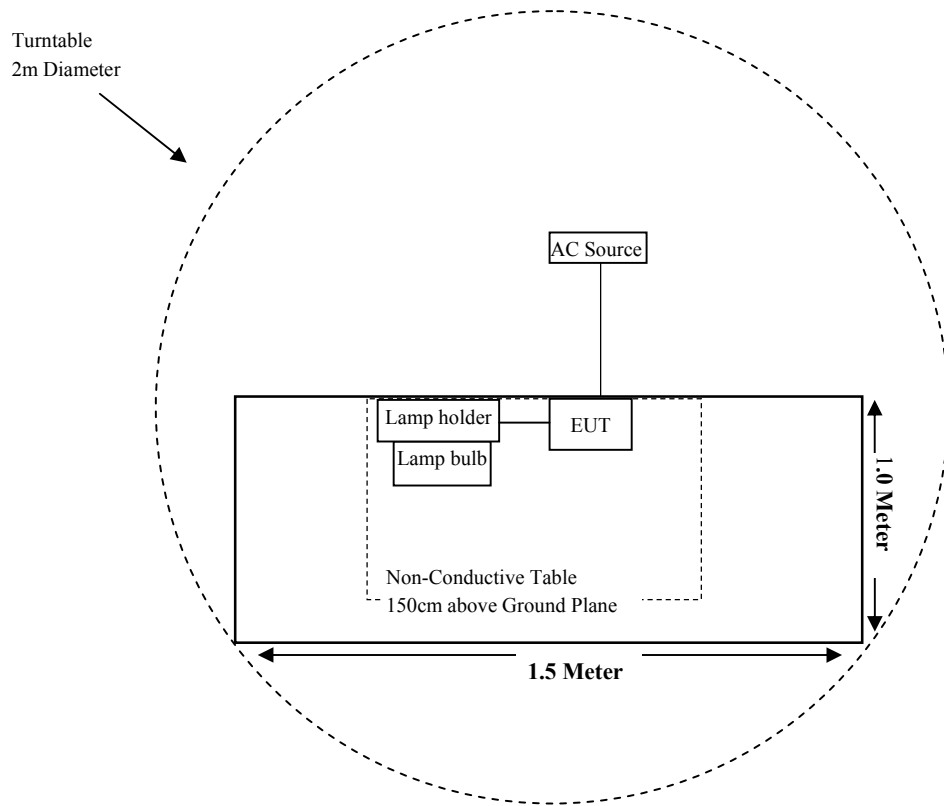 Turntable
2m Diameter
AC Source
Lamp holder
EUT
Lamp bulb
1.0 Meter
Non-Conductive Table
150cm above Ground Plane
1.5 Meter